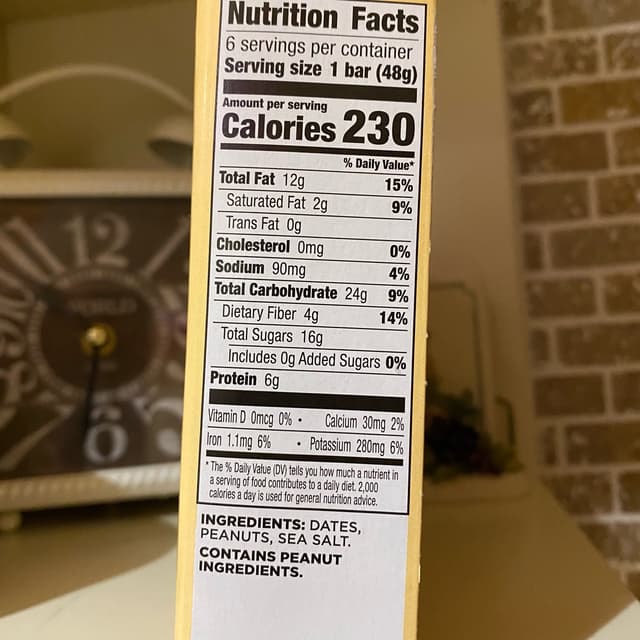 Nutrition Facts
6 servings per container
Serving size 1 bar (48g)
Amount per serving
Calories 230
% Daily Value*
Total Fat 12g 15%
Saturated Fat 2g 9%
Trans Fat 0g
Cholesterol 0mg 0%
Sodium 90mg 4%
Total Carbohydrate 24g 9%
Dietary Fiber 4g 14%
Total Sugars 16g
Includes 0g Added Sugars 0%
Protein 6g
Vitamin D 0mcg 0% • Calcium 30mg 2%
Iron 1.1mg 6% • Potassium 280mg 6%
* The % Daily Value (DV) tells you how much a nutrient in
a serving of food contributes to a daily diet. 2,000
calories a day is used for general nutrition advice.
INGREDIENTS: DATES,
PEANUTS, SEA SALT.
CONTAINS PEANUT
INGREDIENTS.
12
6